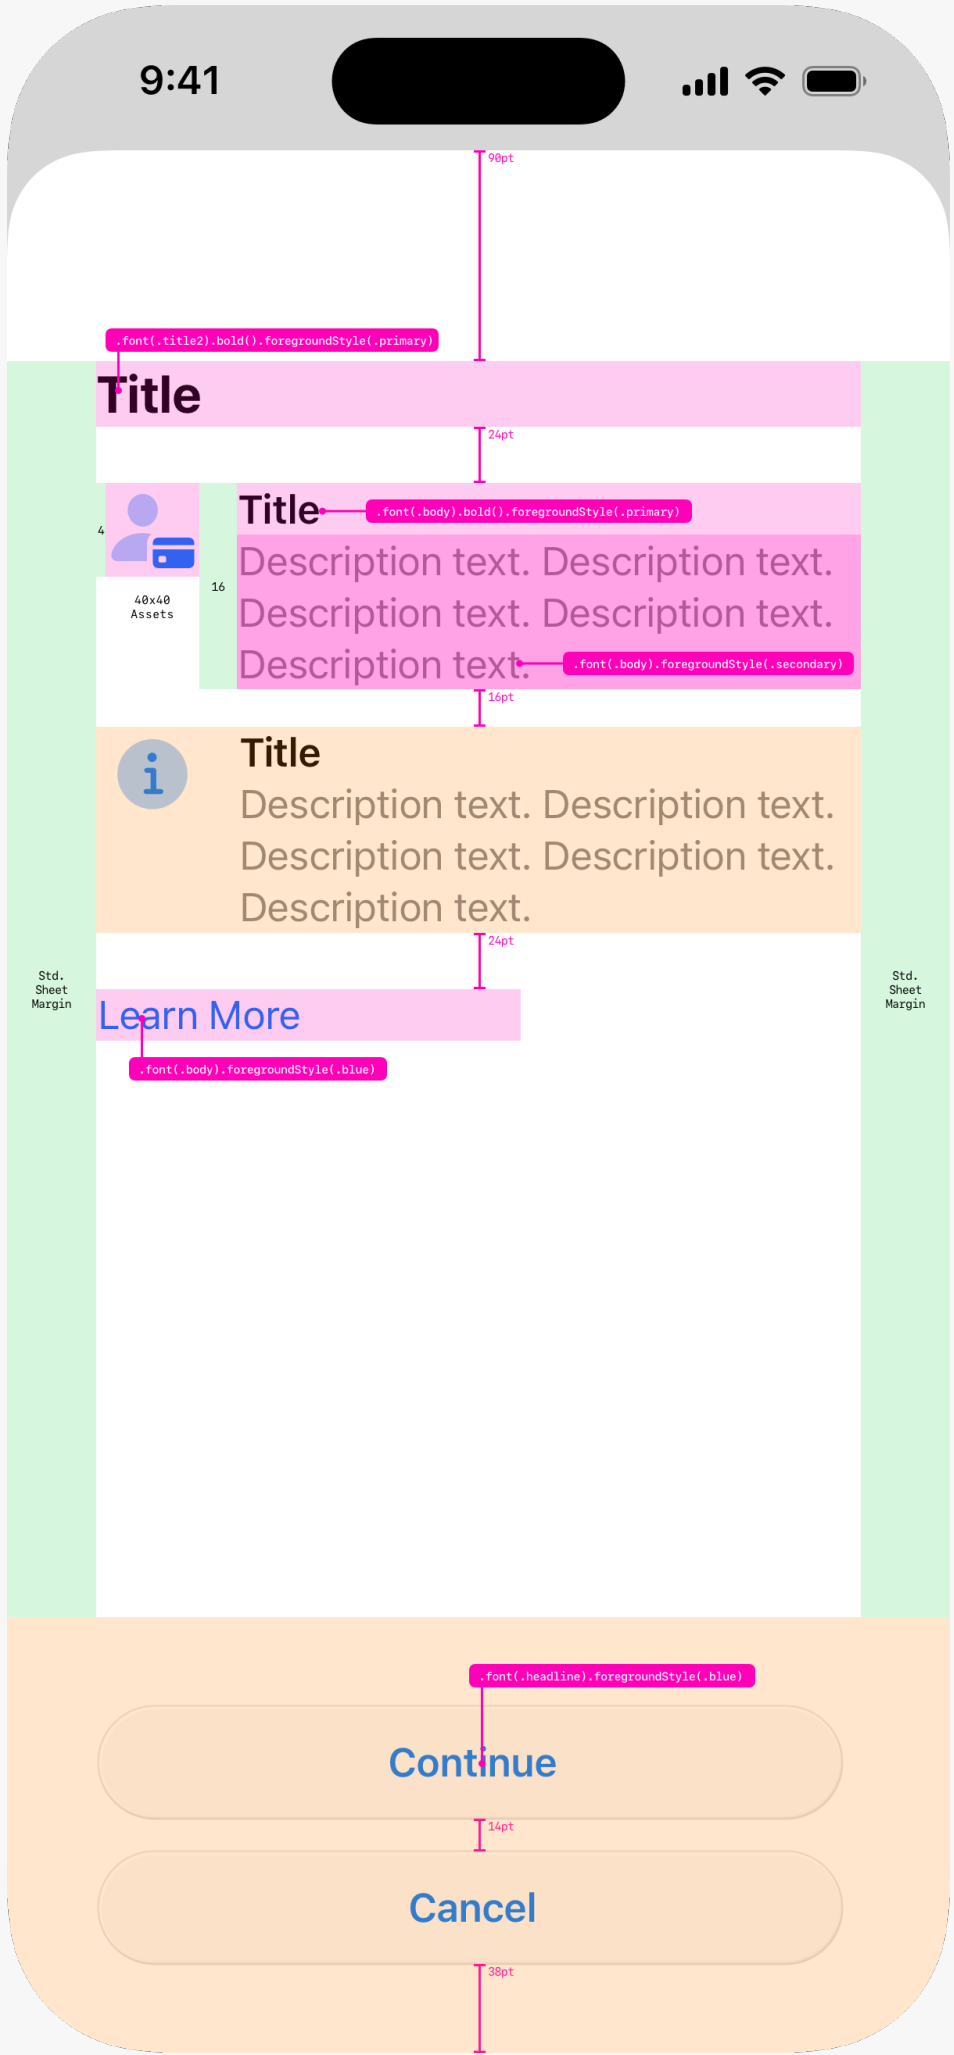 9:41
90pt
.font(.title2).bold().foregroundStyle(.primary)
Title
24pt
Title
.font(.body).bold().foregroundStyle(.primary)
4
Description text. Description text.
16
40x40
Assets
Description text. Description text.
Description text.
.font(.body).foregroundStyle(.secondary)
16pt
Title
Description text. Description text.
Description text. Description text.
Description text.
24pt
Std.
Sheet
Margin
Std.
Sheet
Margin
Learn More
.font(.body).foregroundStyle(.blue)
.font(.headline).foregroundStyle(.blue)
Continue
14pt
Cancel
38pt